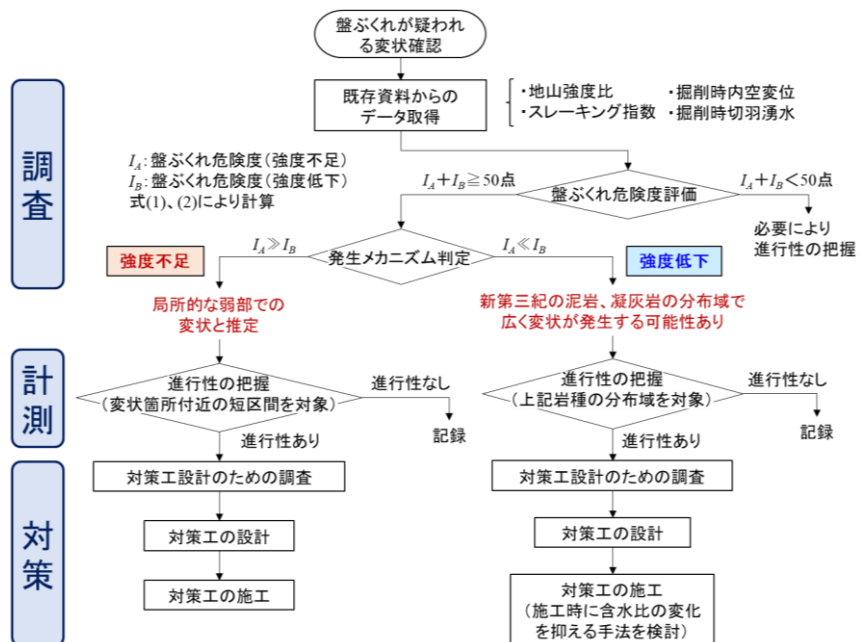 盤ぶくれが疑われ
る変状確認
調査
既存資料からの
データ取得
・地山強度比
・掘削時内空変位
・スレーキング指数
・掘削時切羽湧水
I_A:盤ぶくれ危険度(強度不足)
I_B:盤ぶくれ危険度(強度低下)
式(1)、(2)により計算
I_A＋I_B≧50点
盤ぶくれ危険度評価
I_A＋I_B＜50点
必要により
進行性の把握
I_A≫I_B
発生メカニズム判定
I_A≪I_B
強度不足
強度低下
局所的な弱部での
変状と推定
新第三紀の泥岩、凝灰岩の分布域で
広く変状が発生する可能性あり
計測
進行性の把握
(変状箇所付近の短区間を対象)
進行性なし
記録
進行性あり
進行性の把握
(上記岩種の分布域を対象)
進行性なし
記録
進行性あり
対策
対策工設計のための調査
対策工の設計
対策工の施工
対策工設計のための調査
対策工の設計
対策工の施工
(施工時に含水比の変化
を抑える手法を検討)